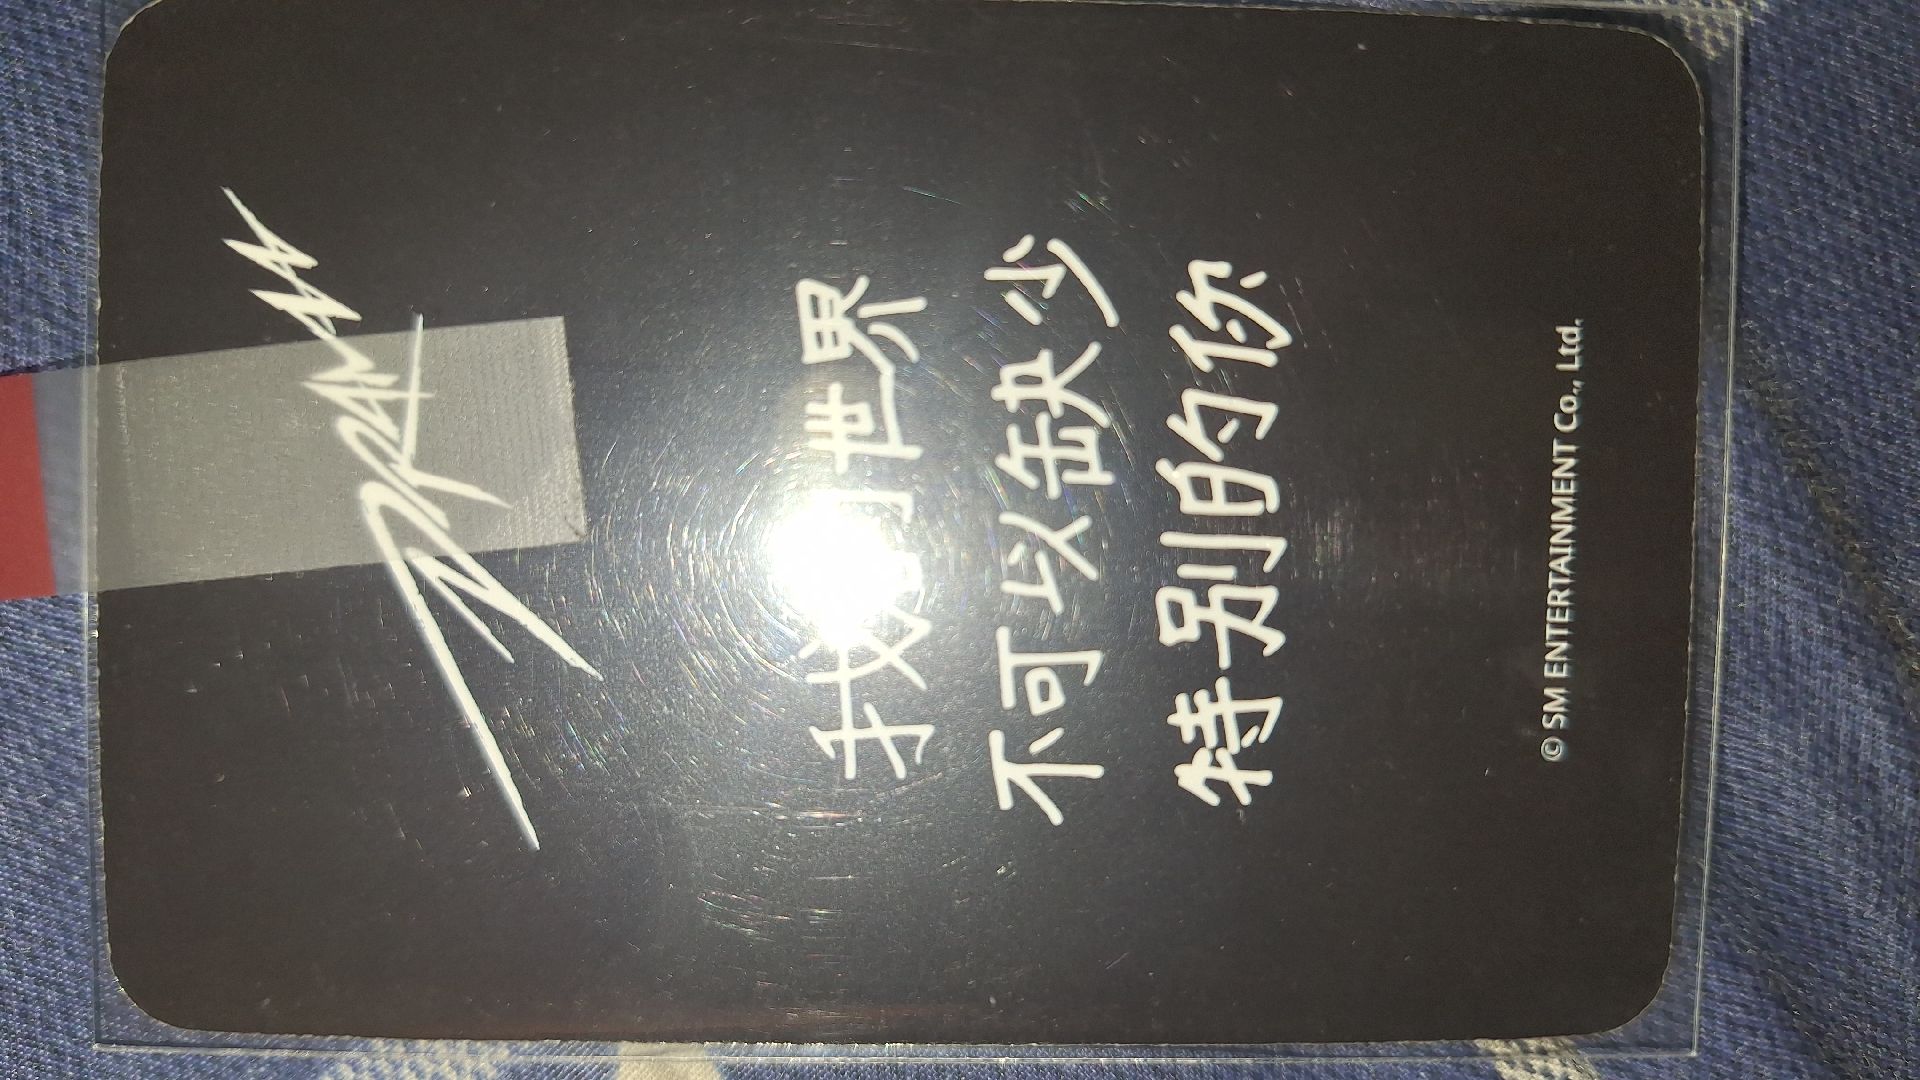 DRAMA
我的世界
不可以缺少
特别的你
© SM ENTERTAINMENT Co., Ltd.